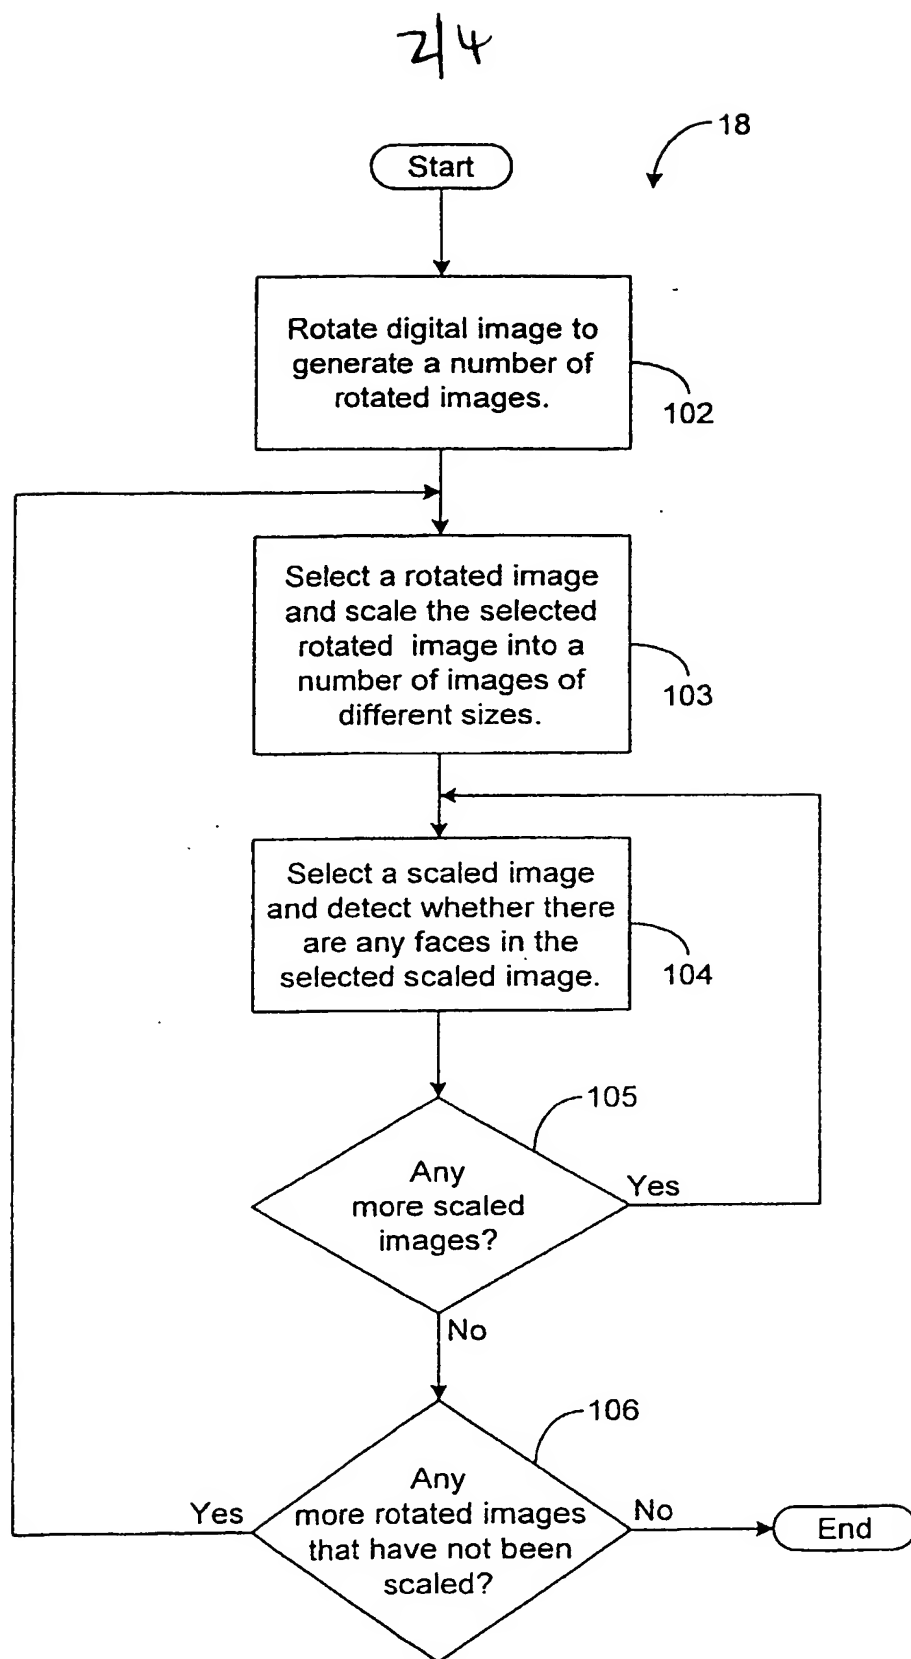 2/4
18
Start
Rotate digital image to
generate a number of
rotated images.
102
Select a rotated image
and scale the selected
rotated image into a
number of images of
different sizes.
103
Select a scaled image
and detect whether there
are any faces in the
selected scaled image.
104
105
Any
more scaled
images?
Yes
No
106
Any
more rotated images
that have not been
scaled?
Yes
No
End